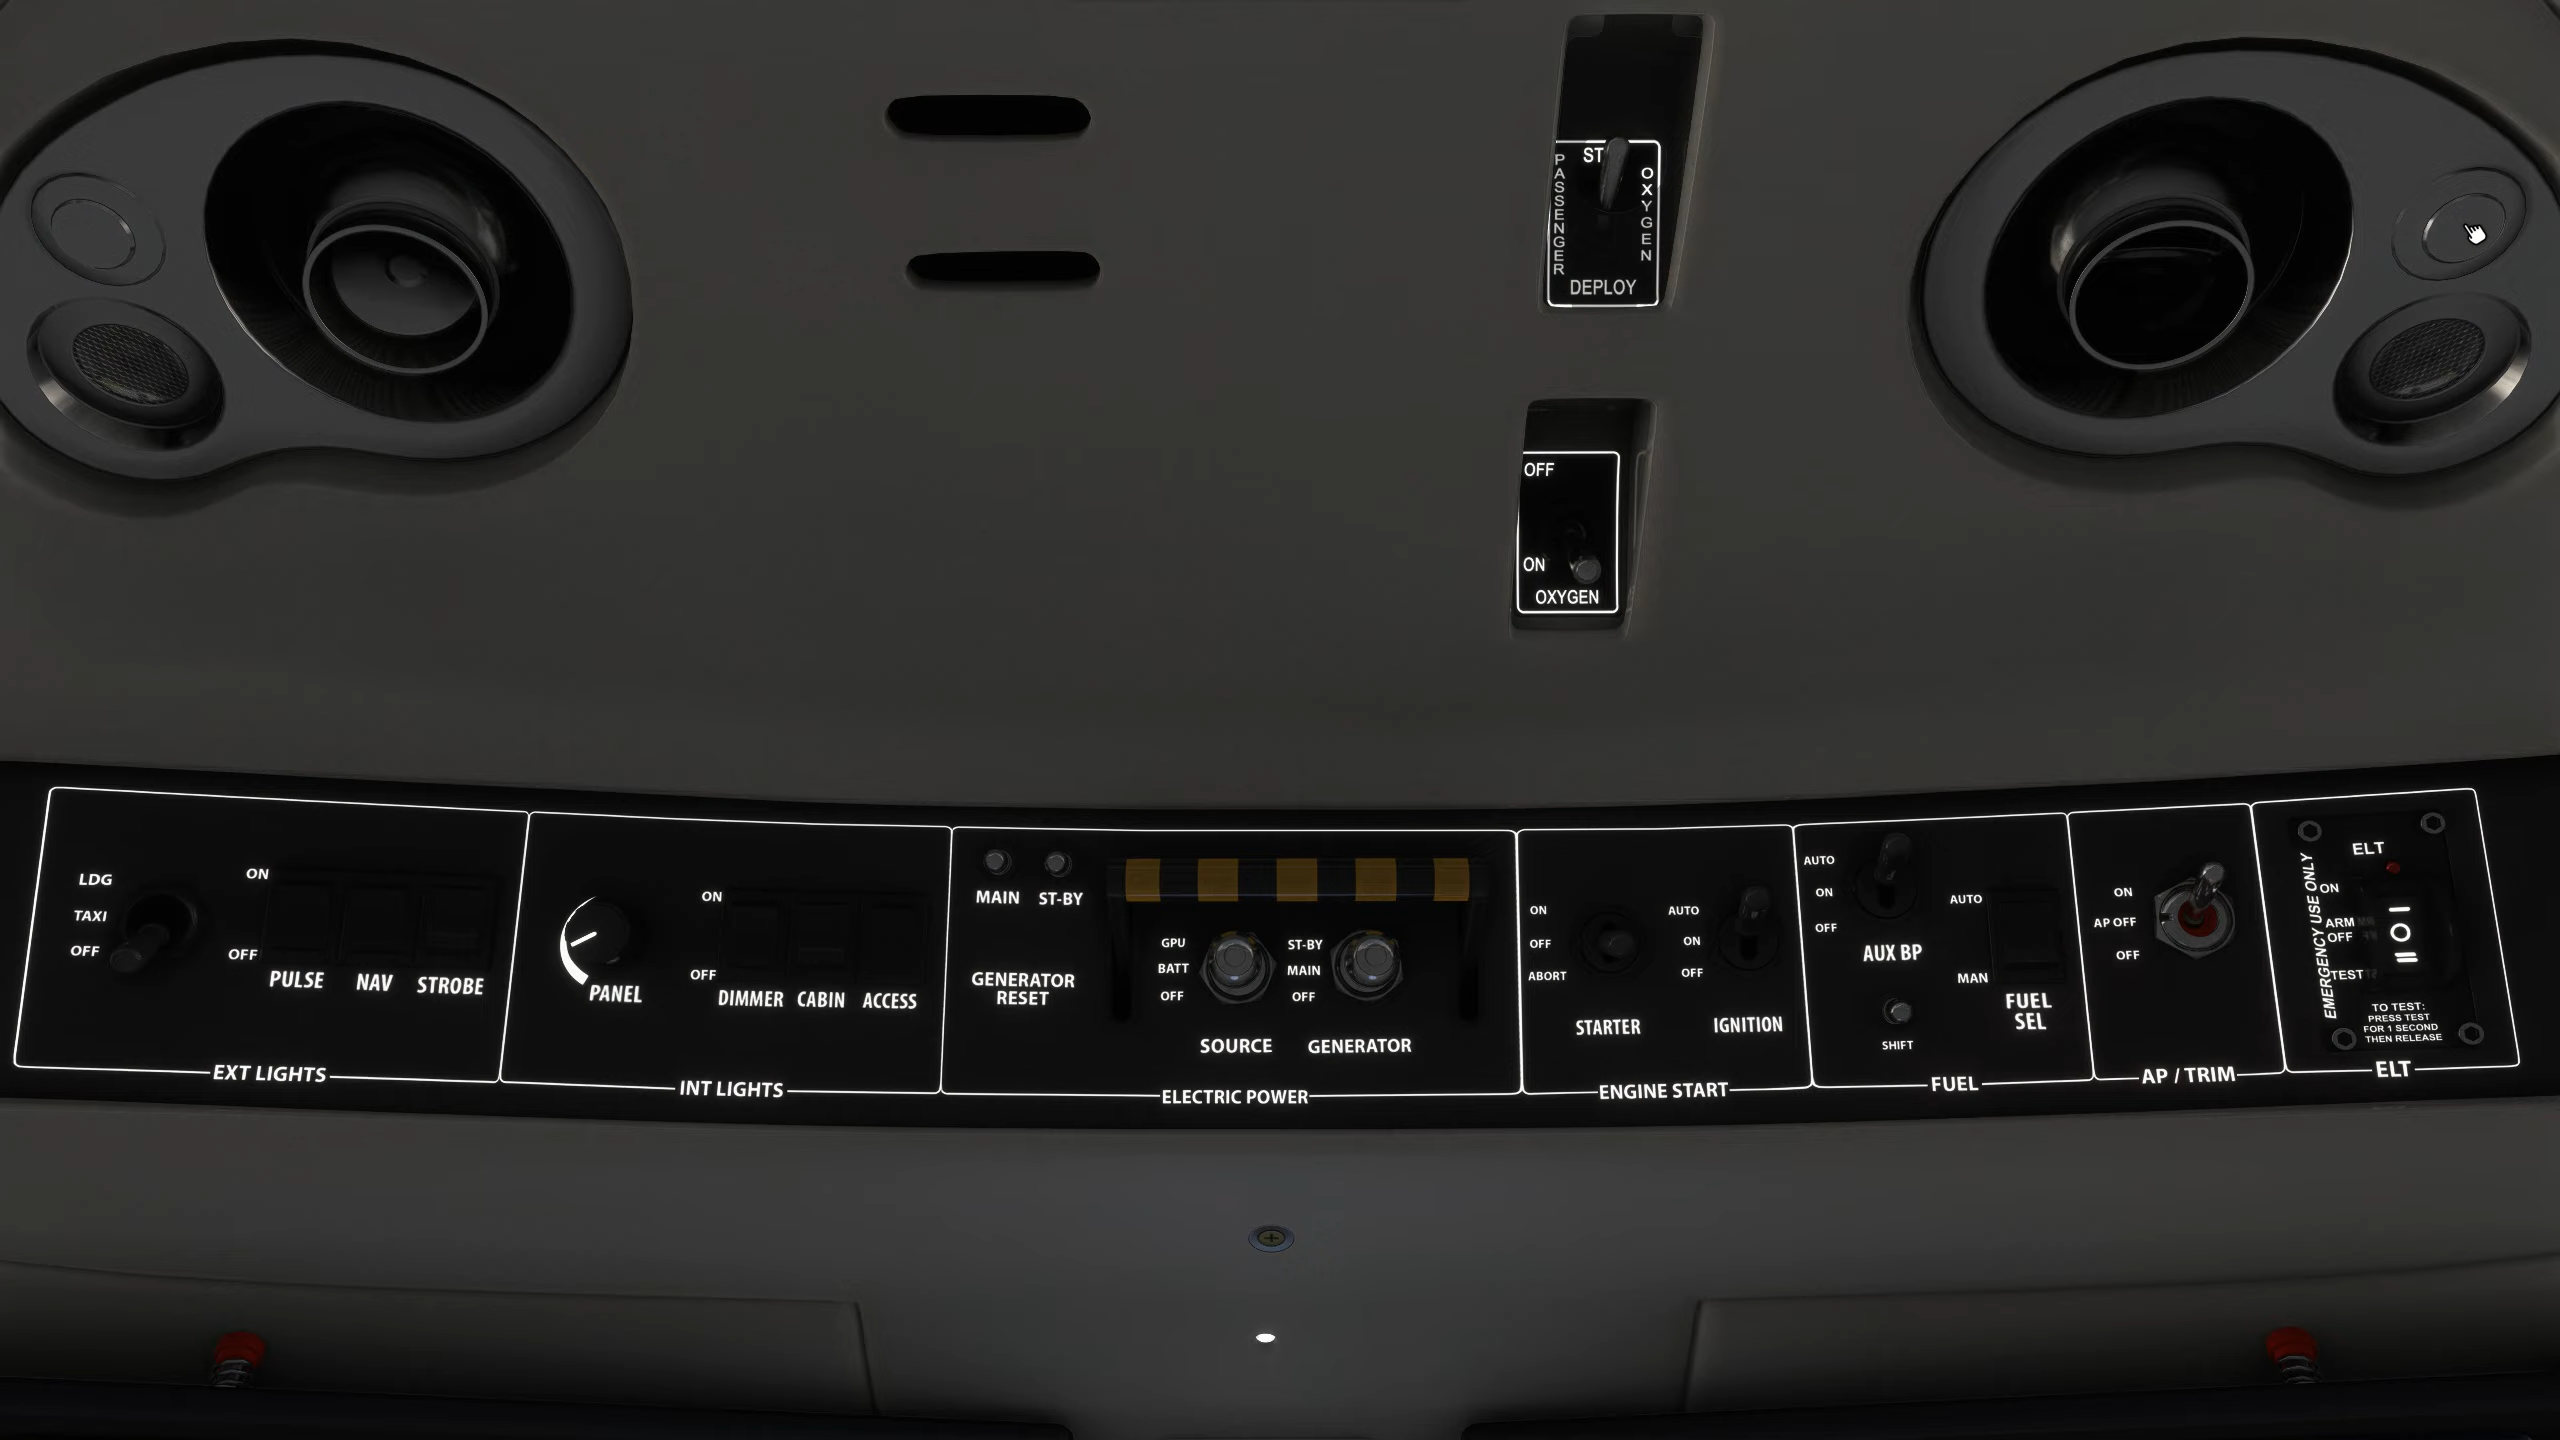 ST
PASSENGER
OXYGEN
DEPLOY
OFF
ON
OXYGEN
LDG
TAXI
OFF
ON
OFF
PULSE
NAV
STROBE
EXT LIGHTS
PANEL
ON
OFF
DIMMER
CABIN
ACCESS
INT LIGHTS
MAIN
ST-BY
GENERATOR
RESET
GPU
BATT
OFF
SOURCE
ST-BY
MAIN
OFF
GENERATOR
ELECTRIC POWER
ON
OFF
ABORT
STARTER
AUTO
ON
OFF
IGNITION
ENGINE START
AUTO
ON
OFF
AUX BP
SHIFT
AUTO
MAN
FUEL
SEL
FUEL
ON
AP OFF
OFF
AP / TRIM
EMERGENCY USE ONLY
ELT
ON
ARM
OFF
TEST
TO TEST:
PRESS TEST
FOR 1 SECOND
THEN RELEASE
ELT